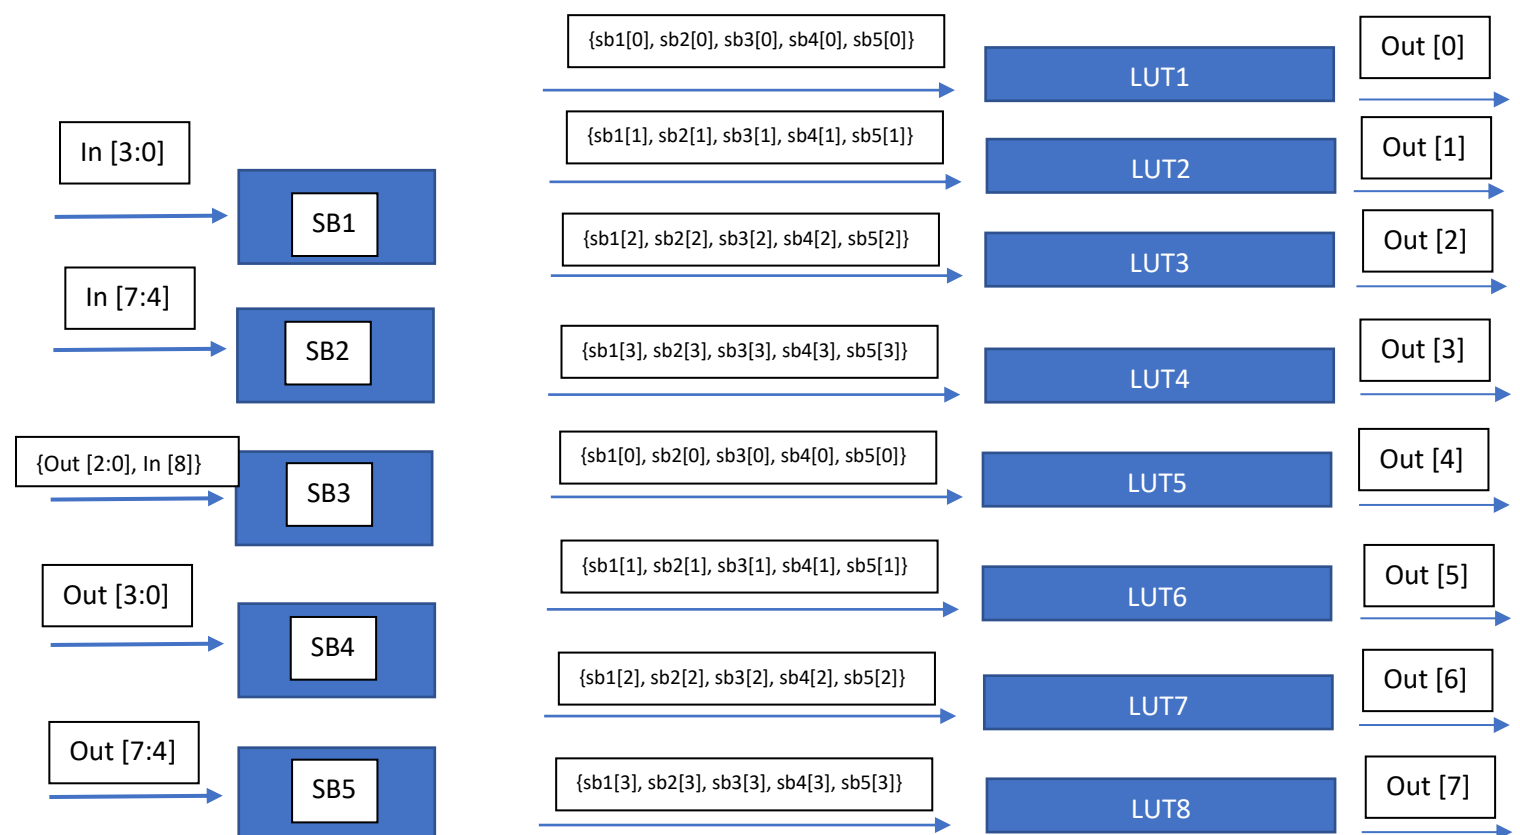 {sb1[0], sb2[0], sb3[0], sb4[0], sb5[0]}
LUT1
Out [0]
In [3:0]
SB1
{sb1[1], sb2[1], sb3[1], sb4[1], sb5[1]}
LUT2
Out [1]
{sb1[2], sb2[2], sb3[2], sb4[2], sb5[2]}
LUT3
Out [2]
In [7:4]
SB2
{sb1[3], sb2[3], sb3[3], sb4[3], sb5[3]}
LUT4
Out [3]
{Out [2:0], In [8]}
SB3
{sb1[0], sb2[0], sb3[0], sb4[0], sb5[0]}
LUT5
Out [4]
Out [3:0]
SB4
{sb1[1], sb2[1], sb3[1], sb4[1], sb5[1]}
LUT6
Out [5]
{sb1[2], sb2[2], sb3[2], sb4[2], sb5[2]}
LUT7
Out [6]
Out [7:4]
SB5
{sb1[3], sb2[3], sb3[3], sb4[3], sb5[3]}
LUT8
Out [7]